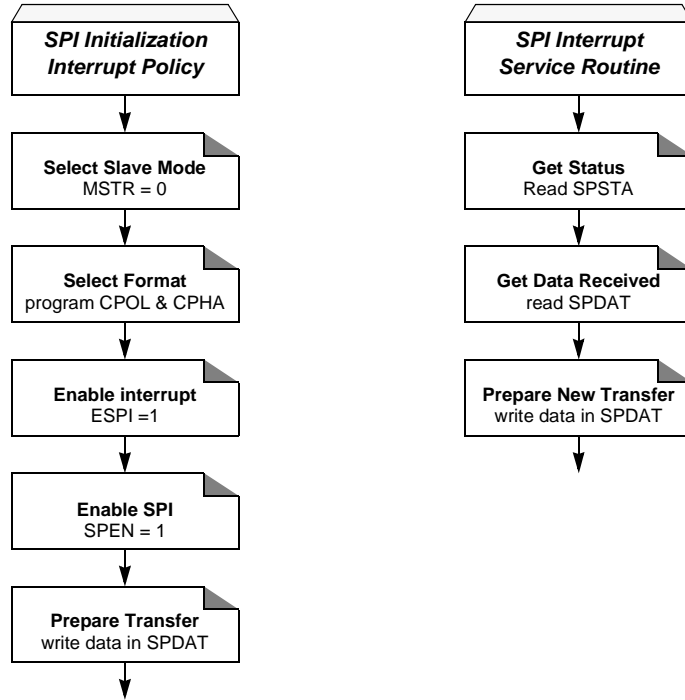 SPI Initialization
Interrupt Policy
Select Slave Mode
MSTR = 0
Select Format
program CPOL & CPHA
Enable interrupt
ESPI =1
Enable SPI
SPEN = 1
Prepare Transfer
write data in SPDAT
SPI Interrupt
Service Routine
Get Status
Read SPSTA
Get Data Received
read SPDAT
Prepare New Transfer
write data in SPDAT